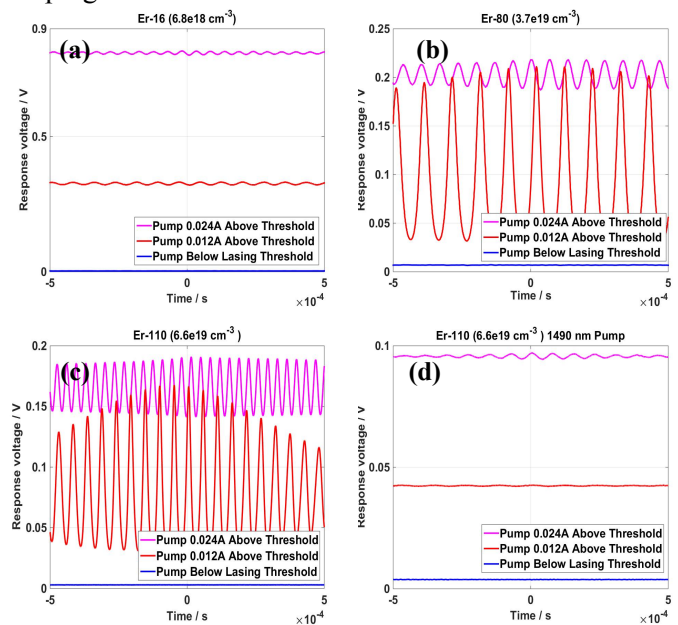 Er-16 (6.8e18 cm⁻³)
(a)
0.9
0.5
0
Response voltage / V
Pump 0.024A Above Threshold
Pump 0.012A Above Threshold
Pump Below Lasing Threshold
-5 0 5
Time / s
×10⁻⁴
Er-80 (3.7e19 cm⁻³)
(b)
0.25
0.2
0.15
0.1
0.05
0
Response voltage / V
Pump 0.024A Above Threshold
Pump 0.012A Above Threshold
Pump Below Lasing Threshold
-5 0 5
Time / s
×10⁻⁴
Er-110 (6.6e19 cm⁻³ )
(c)
0.2
0.15
0.1
0.05
0
Response voltage / V
Pump 0.024A Above Threshold
Pump 0.012A Above Threshold
Pump Below Lasing Threshold
-5 0 5
Time / s
×10⁻⁴
Er-110 (6.6e19 cm⁻³ ) 1490 nm Pump
(d)
0.1
0.05
0
Response voltage / V
Pump 0.024A Above Threshold
Pump 0.012A Above Threshold
Pump Below Lasing Threshold
-5 0 5
Time / s
×10⁻⁴